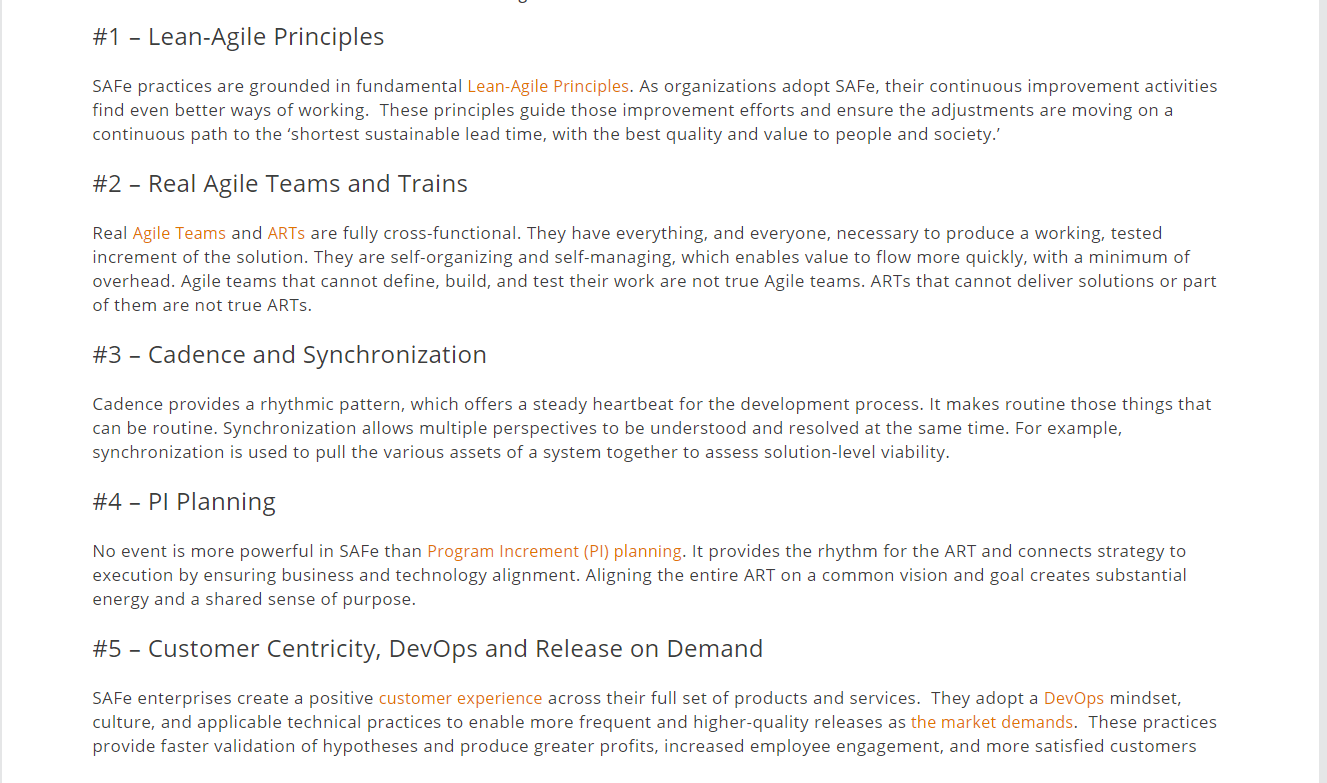 #1 – Lean-Agile Principles
SAFe practices are grounded in fundamental Lean-Agile Principles. As organizations adopt SAFe, their continuous improvement activities
find even better ways of working.  These principles guide those improvement efforts and ensure the adjustments are moving on a
continuous path to the ‘shortest sustainable lead time, with the best quality and value to people and society.’
#2 – Real Agile Teams and Trains
Real Agile Teams and ARTs are fully cross-functional. They have everything, and everyone, necessary to produce a working, tested
increment of the solution. They are self-organizing and self-managing, which enables value to flow more quickly, with a minimum of
overhead. Agile teams that cannot define, build, and test their work are not true Agile teams. ARTs that cannot deliver solutions or part
of them are not true ARTs.
#3 – Cadence and Synchronization
Cadence provides a rhythmic pattern, which offers a steady heartbeat for the development process. It makes routine those things that
can be routine. Synchronization allows multiple perspectives to be understood and resolved at the same time. For example,
synchronization is used to pull the various assets of a system together to assess solution-level viability.
#4 – PI Planning
No event is more powerful in SAFe than Program Increment (PI) planning. It provides the rhythm for the ART and connects strategy to
execution by ensuring business and technology alignment. Aligning the entire ART on a common vision and goal creates substantial
energy and a shared sense of purpose.
#5 – Customer Centricity, DevOps and Release on Demand
SAFe enterprises create a positive customer experience across their full set of products and services.  They adopt a DevOps mindset,
culture, and applicable technical practices to enable more frequent and higher-quality releases as the market demands.  These practices
provide faster validation of hypotheses and produce greater profits, increased employee engagement, and more satisfied customers